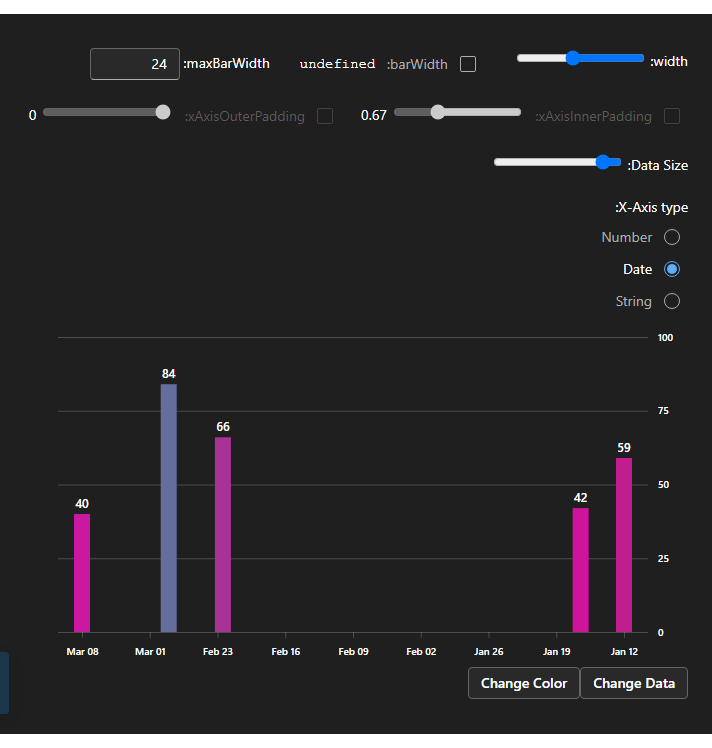 24 :maxBarWidth undefined :barWidth :width
0 :xAxisOuterPadding 0.67 :xAxisInnerPadding
:Data Size
:X-Axis type
Number
Date
String
100
84
75
66
59
50
40
42
25
0
Mar 08 Mar 01 Feb 23 Feb 16 Feb 09 Feb 02 Jan 26 Jan 19 Jan 12
Change Color Change Data